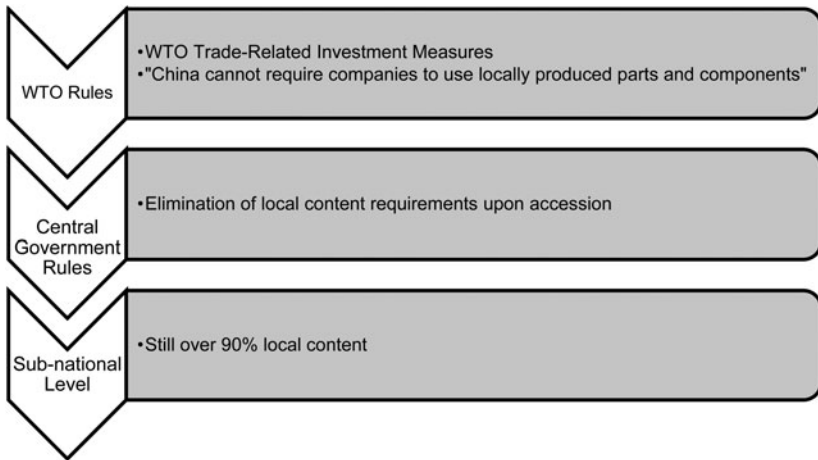 WTO Rules
•WTO Trade-Related Investment Measures
•"China cannot require companies to use locally produced parts and components"
Central
Government
Rules
•Elimination of local content requirements upon accession
Sub-national
Level
•Still over 90% local content